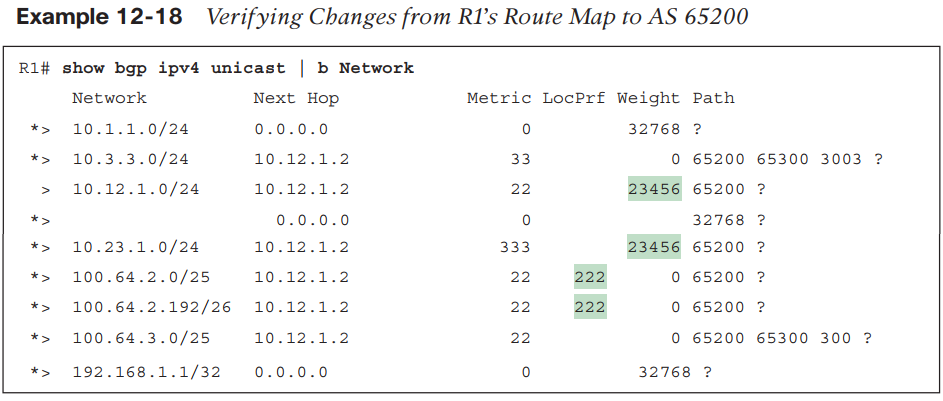 Example 12-18 Verifying Changes from R1's Route Map to AS 65200
R1# show bgp ipv4 unicast | b Network
Network Next Hop Metric LocPrf Weight Path
*> 10.1.1.0/24 0.0.0.0 0 32768 ?
*> 10.3.3.0/24 10.12.1.2 33 0 65200 65300 3003 ?
> 10.12.1.0/24 10.12.1.2 22 23456 65200 ?
*> 0.0.0.0 0 32768 ?
*> 10.23.1.0/24 10.12.1.2 333 23456 65200 ?
*> 100.64.2.0/25 10.12.1.2 22 222 0 65200 ?
*> 100.64.2.192/26 10.12.1.2 22 222 0 65200 ?
*> 100.64.3.0/25 10.12.1.2 22 0 65200 65300 300 ?
*> 192.168.1.1/32 0.0.0.0 0 32768 ?